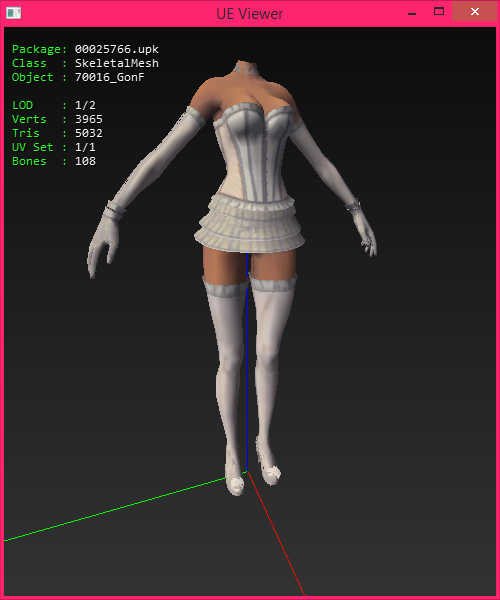 UE Viewer
Package: 00025766.upk
Class : SkeletalMesh
Object : 70016_GonF
LOD : 1/2
Verts : 3965
Tris : 5032
UV Set : 1/1
Bones : 108